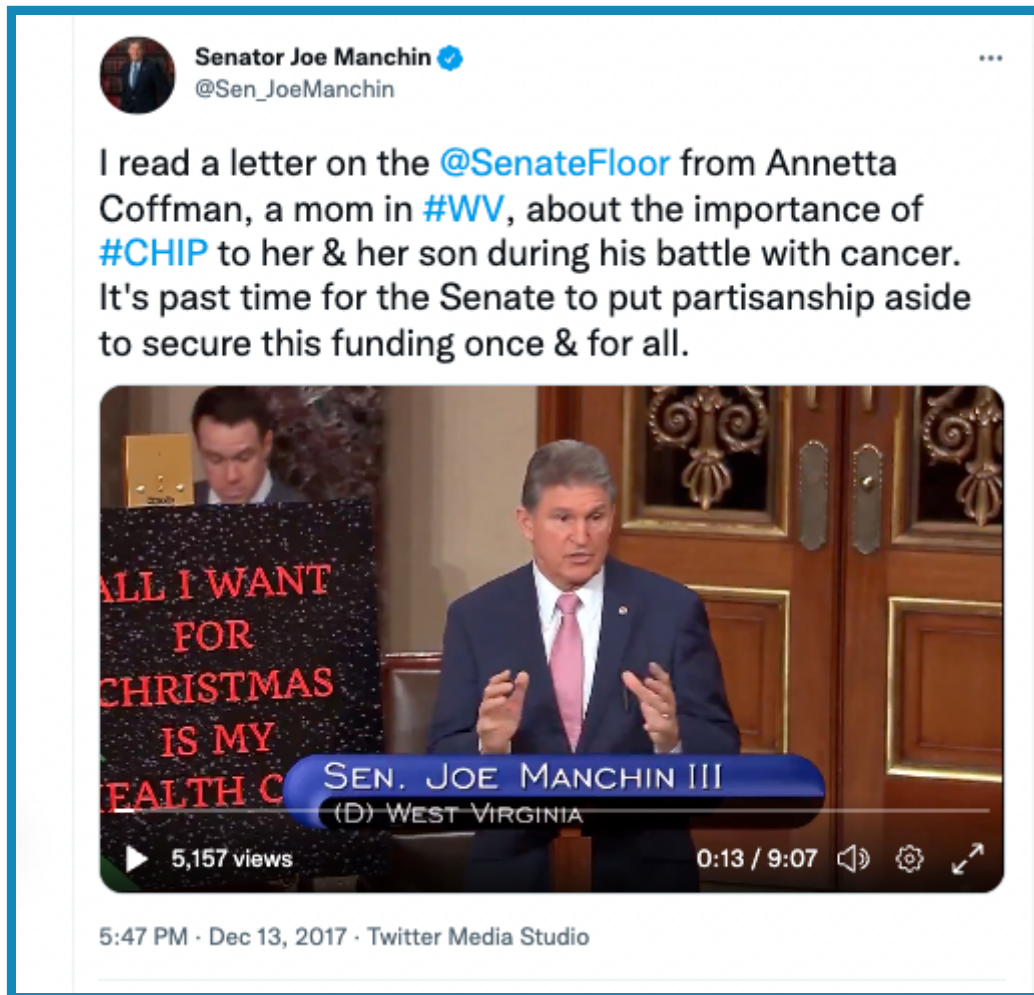 Senator Joe Manchin
@Sen_JoeManchin
I read a letter on the @SenateFloor from Annetta
Coffman, a mom in #WV, about the importance of
#CHIP to her & her son during his battle with cancer.
It's past time for the Senate to put partisanship aside
to secure this funding once & for all.
ALL I WANT
FOR
CHRISTMAS
IS MY
EALTH C
SEN. JOE MANCHIN III
(D) WEST VIRGINIA
5,157 views
0:13 / 9:07
5:47 PM · Dec 13, 2017 · Twitter Media Studio